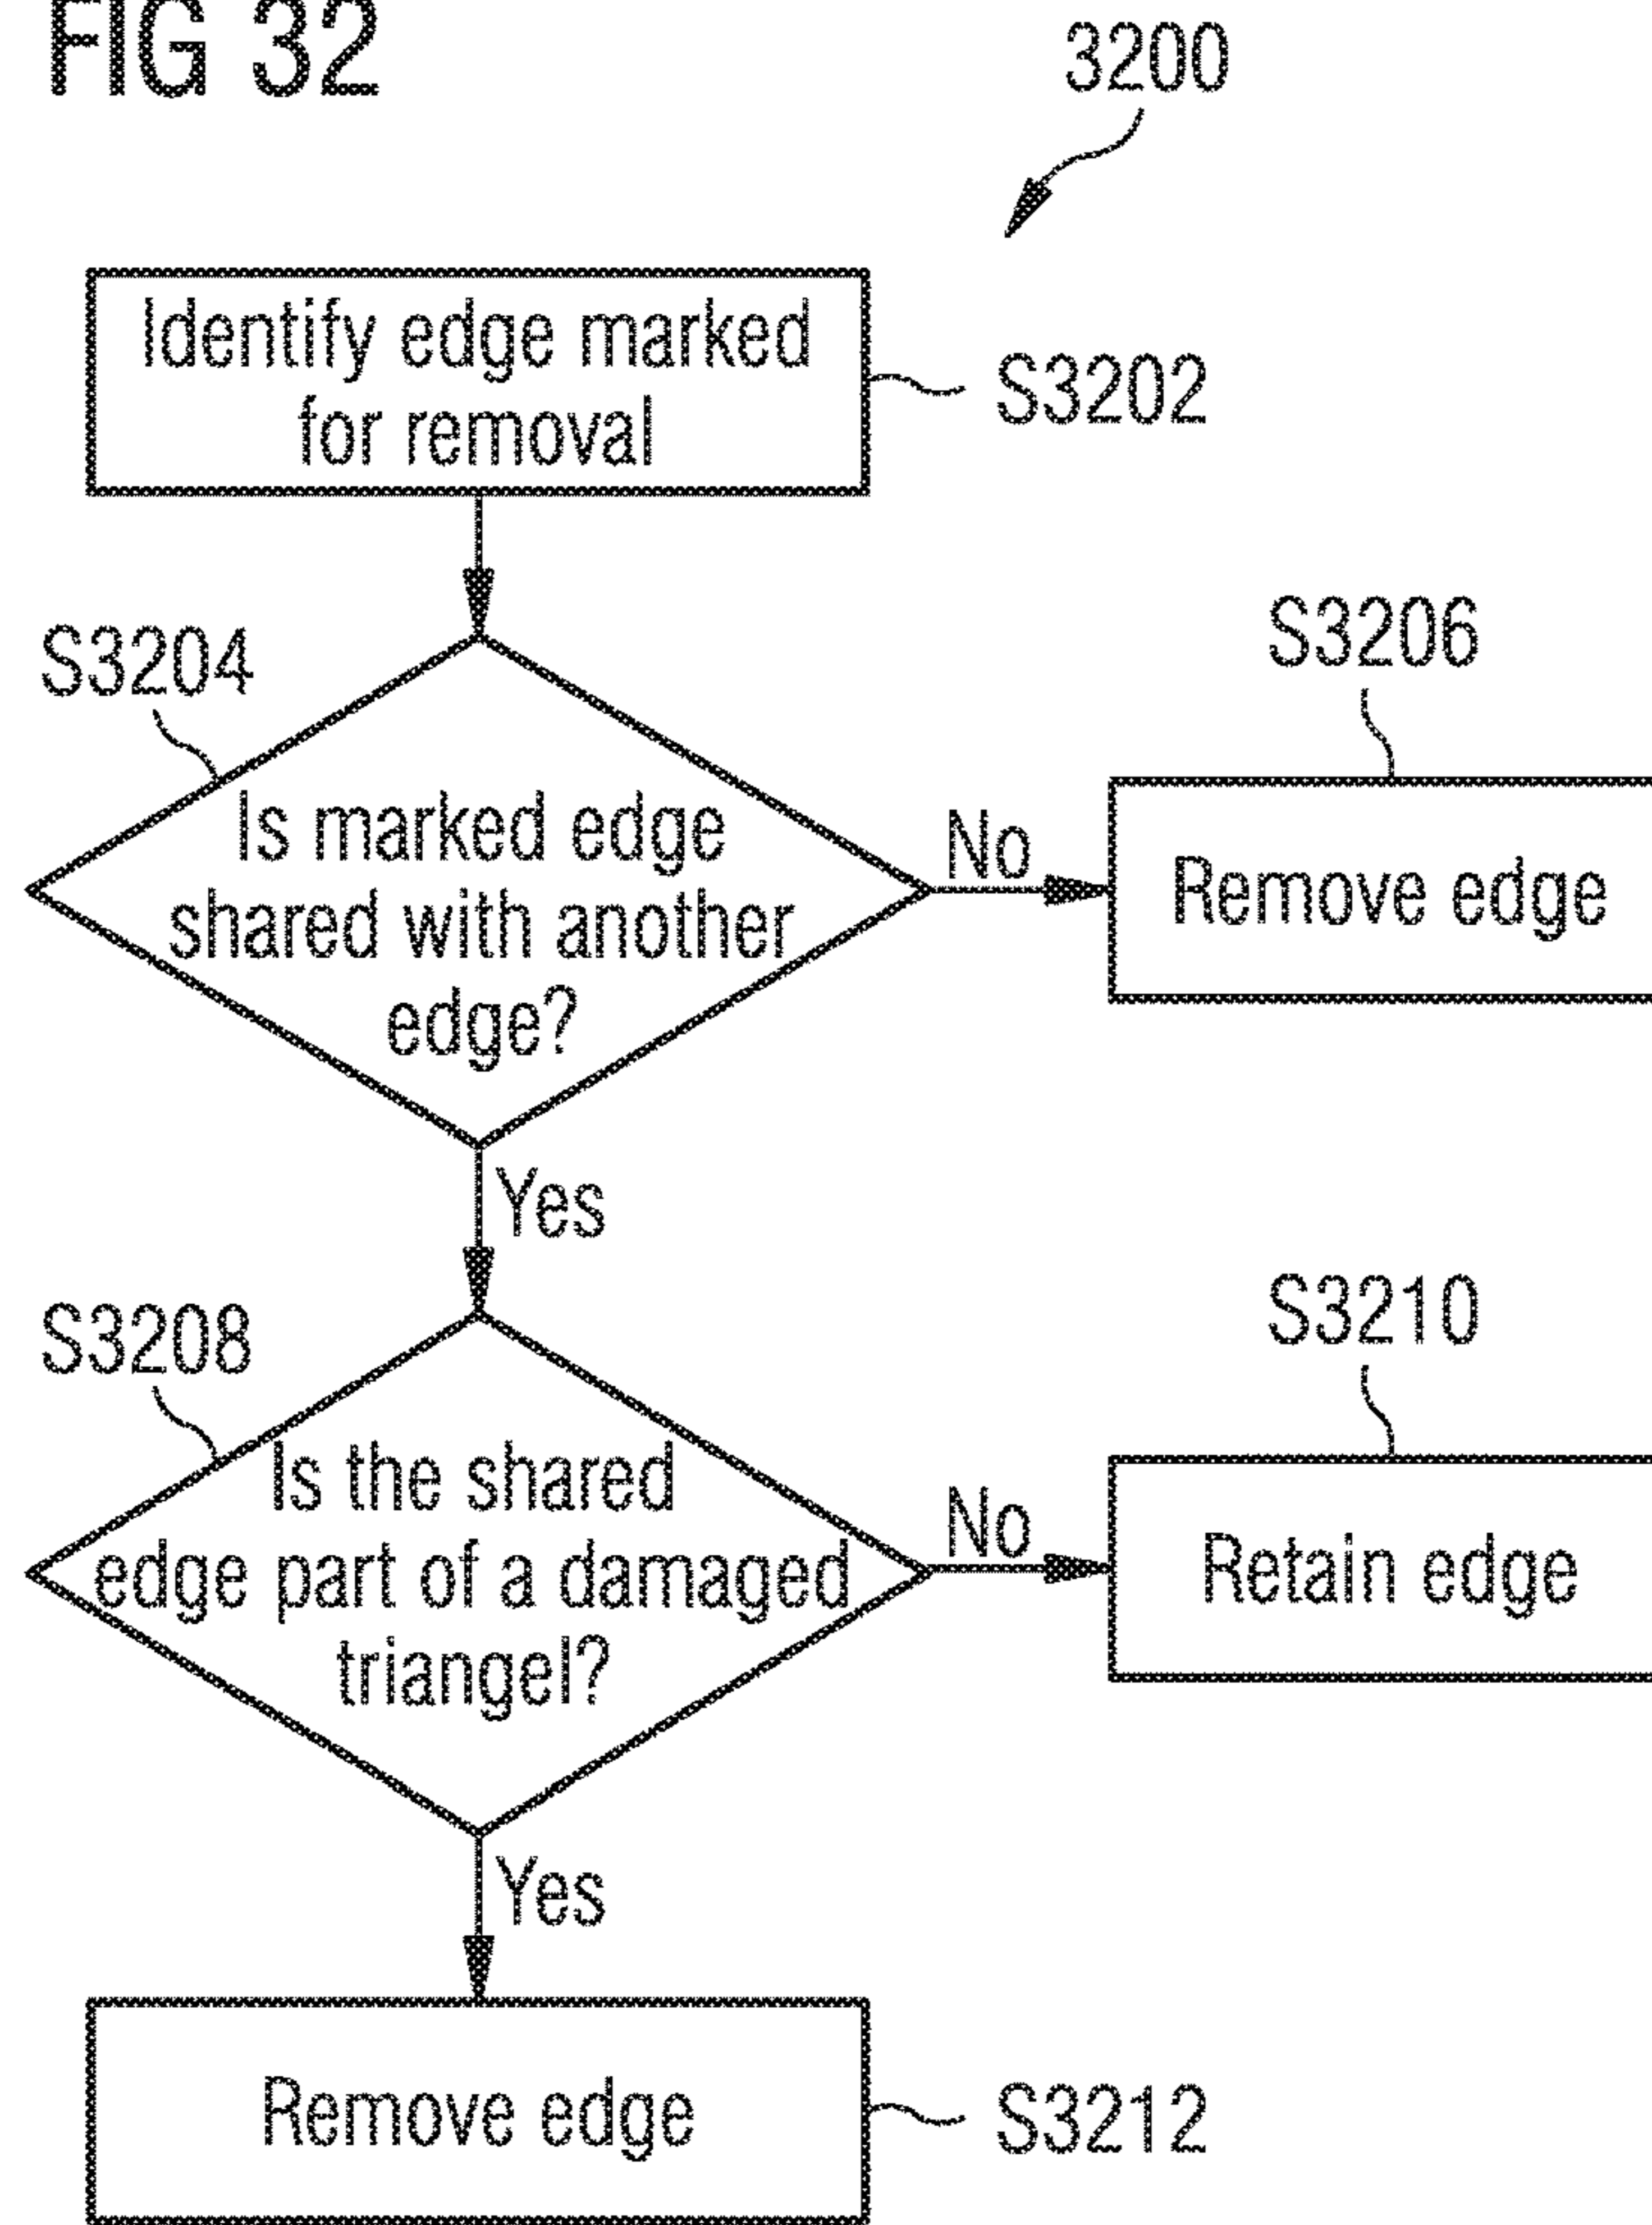 FIG 32
3200
Identify edge marked
for removal
S3202
S3204
Is marked edge
shared with another
edge?
No
S3206
Remove edge
Yes
S3208
Is the shared
edge part of a damaged
triangel?
No
S3210
Retain edge
Yes
Remove edge
S3212